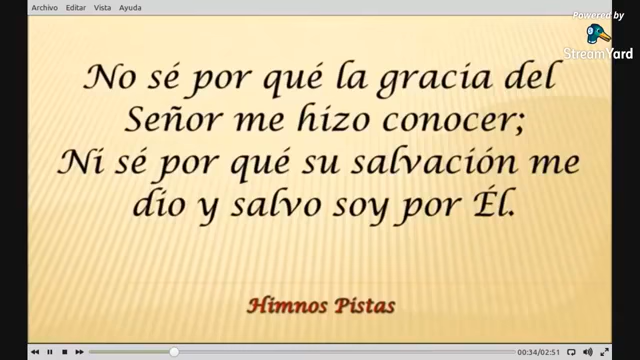 Archivo Editar Vista Ayuda
Powered by
StreamYard
No sé por qué la gracia del
Señor me hizo conocer;
Ni sé por qué su salvación me
dio y salvo soy por Él.
Himnos Pistas
00:34/02:51